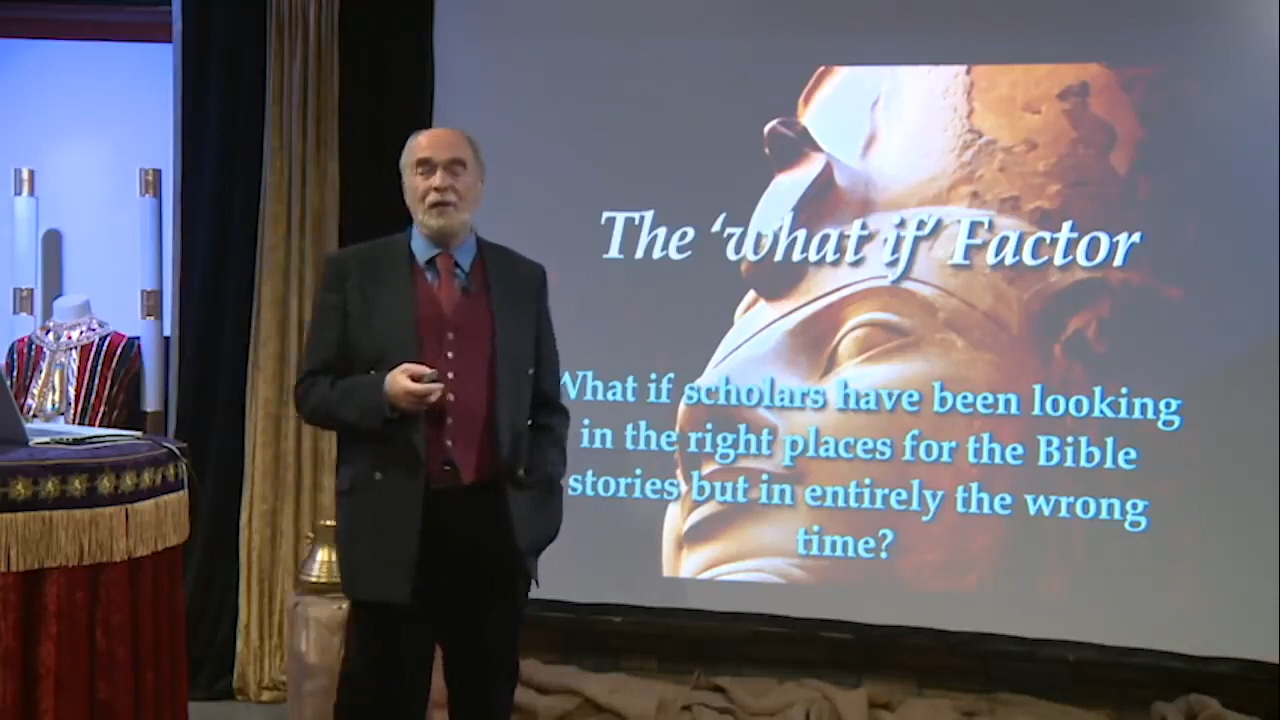 The ‘what if’ Factor
What if scholars have been looking
in the right places for the Bible
stories but in entirely the wrong
time?